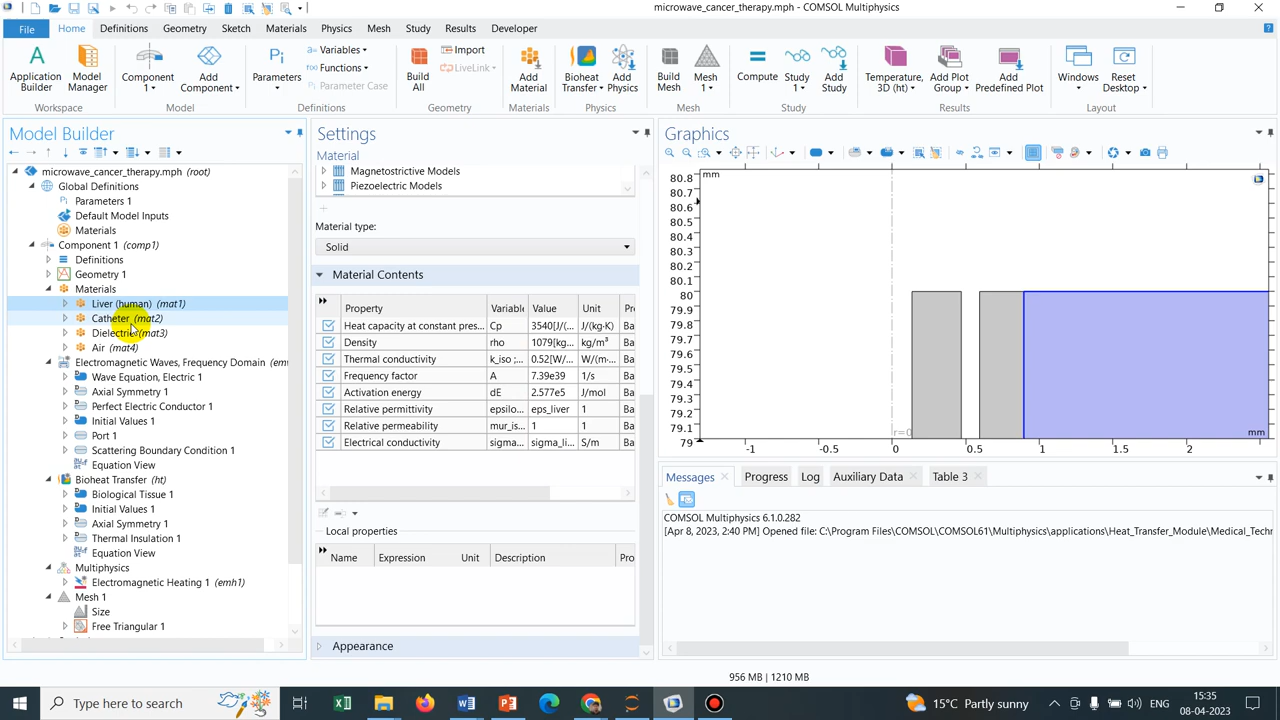 microwave_cancer_therapy.mph - COMSOL Multiphysics
File Home Definitions Geometry Sketch Materials Physics Mesh Study Results Developer
Application Builder
Model Manager
Workspace
Component 1
Add Component
Model
Parameters
Variables
Functions
Parameter Case
Definitions
Build All
Import
LiveLink
Geometry
Add Material
Materials
Bioheat Transfer
Add Physics
Physics
Build Mesh
Mesh 1
Mesh
Compute
Study 1
Add Study
Study
Temperature, 3D (ht)
Add Plot Group
Add Predefined Plot
Results
Windows
Reset Desktop
Layout
Model Builder
microwave_cancer_therapy.mph (root)
Global Definitions
Parameters 1
Default Model Inputs
Materials
Component 1 (comp1)
Definitions
Geometry 1
Materials
Liver (human) (mat1)
Catheter (mat2)
Dielectric (mat3)
Air (mat4)
Electromagnetic Waves, Frequency Domain (em
Wave Equation, Electric 1
Axial Symmetry 1
Perfect Electric Conductor 1
Initial Values 1
Port 1
Scattering Boundary Condition 1
Equation View
Bioheat Transfer (ht)
Biological Tissue 1
Initial Values 1
Axial Symmetry 1
Thermal Insulation 1
Equation View
Multiphysics
Electromagnetic Heating 1 (emh1)
Mesh 1
Size
Free Triangular 1
Settings
Material
Magnetostrictive Models
Piezoelectric Models
Material type:
Solid
Material Contents
Property Variable Value Unit Pr
Heat capacity at constant pres... Cp 3540[J/(... J/(kg·K) Ba
Density rho 1079[kg... kg/m³ Ba
Thermal conductivity k_iso ;... 0.52[W/... W/(m·... Ba
Frequency factor A 7.39e39 1/s Ba
Activation energy dE 2.577e5 J/mol Ba
Relative permittivity epsilo... eps_liver 1 Ba
Relative permeability mur_is... 1 1 Ba
Electrical conductivity sigma... sigma_li... S/m Ba
Local properties
Name Expression Unit Description Pro
Appearance
Graphics
mm
80.8
80.7
80.6
80.5
80.4
80.3
80.2
80.1
80
79.9
79.8
79.7
79.6
79.5
79.4
79.3
79.2
79.1
79
r=0
mm
-1 -0.5 0 0.5 1 1.5 2
Messages Progress Log Auxiliary Data Table 3
COMSOL Multiphysics 6.1.0.282
[Apr 8, 2023, 2:40 PM] Opened file: C:\Program Files\COMSOL\COMSOL61\Multiphysics\applications\Heat_Transfer_Module\Medical_Techn
956 MB | 1210 MB
Type here to search
15°C Partly sunny
ENG
15:35
08-04-2023